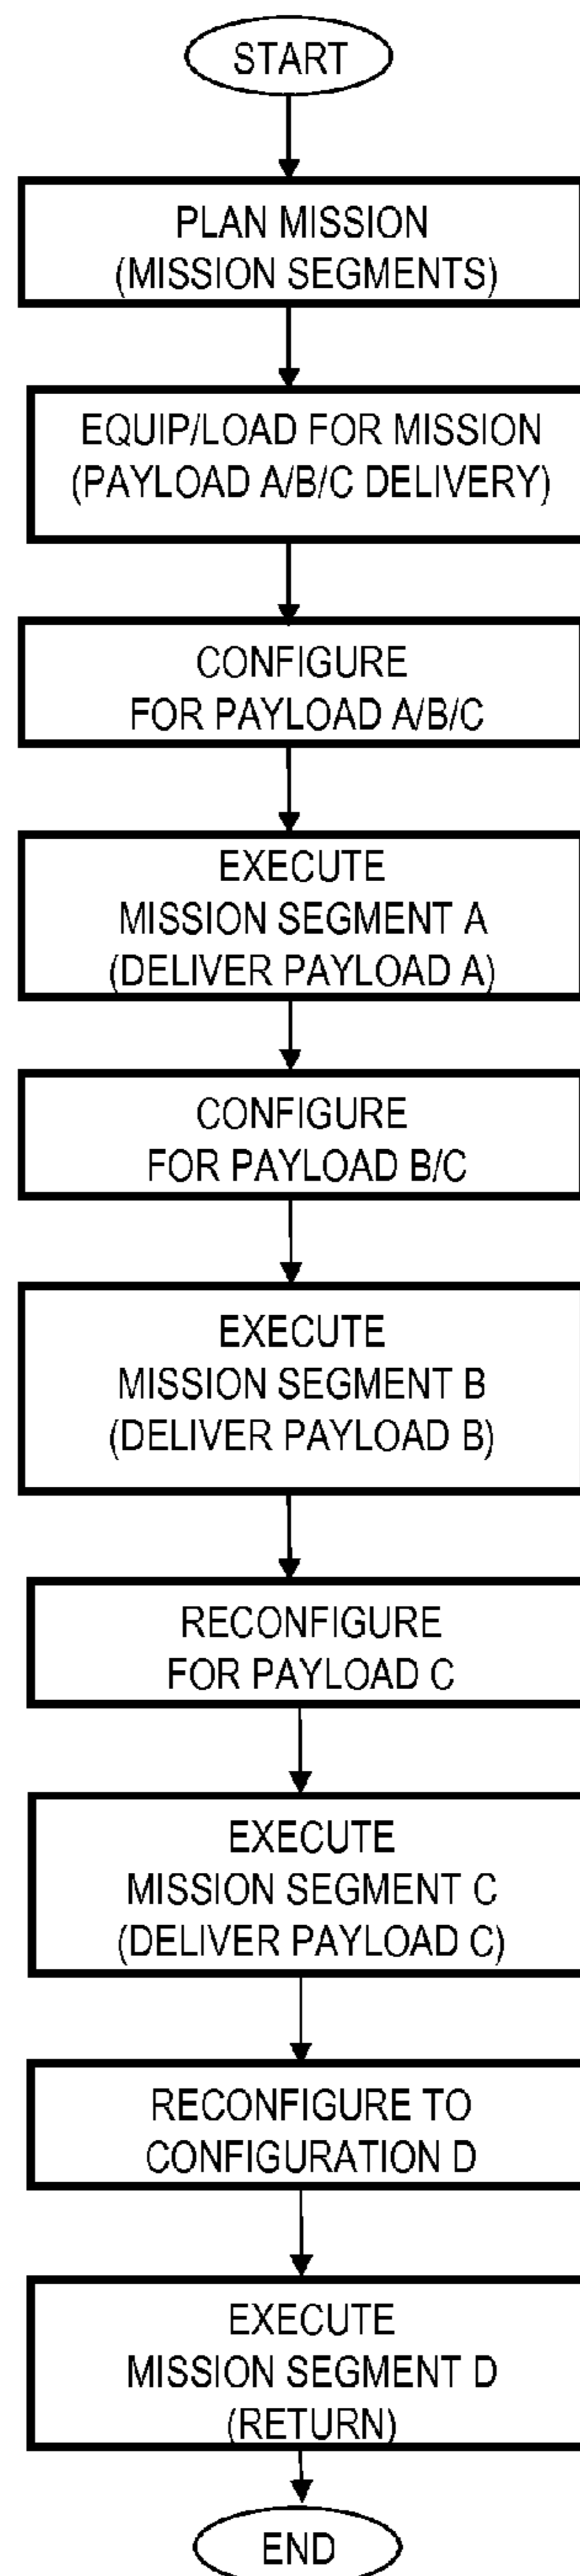 START
PLAN MISSION
(MISSION SEGMENTS)
EQUIP/LOAD FOR MISSION
(PAYLOAD A/B/C DELIVERY)
CONFIGURE
FOR PAYLOAD A/B/C
EXECUTE
MISSION SEGMENT A
(DELIVER PAYLOAD A)
CONFIGURE
FOR PAYLOAD B/C
EXECUTE
MISSION SEGMENT B
(DELIVER PAYLOAD B)
RECONFIGURE
FOR PAYLOAD C
EXECUTE
MISSION SEGMENT C
(DELIVER PAYLOAD C)
RECONFIGURE TO
CONFIGURATION D
EXECUTE
MISSION SEGMENT D
(RETURN)
END